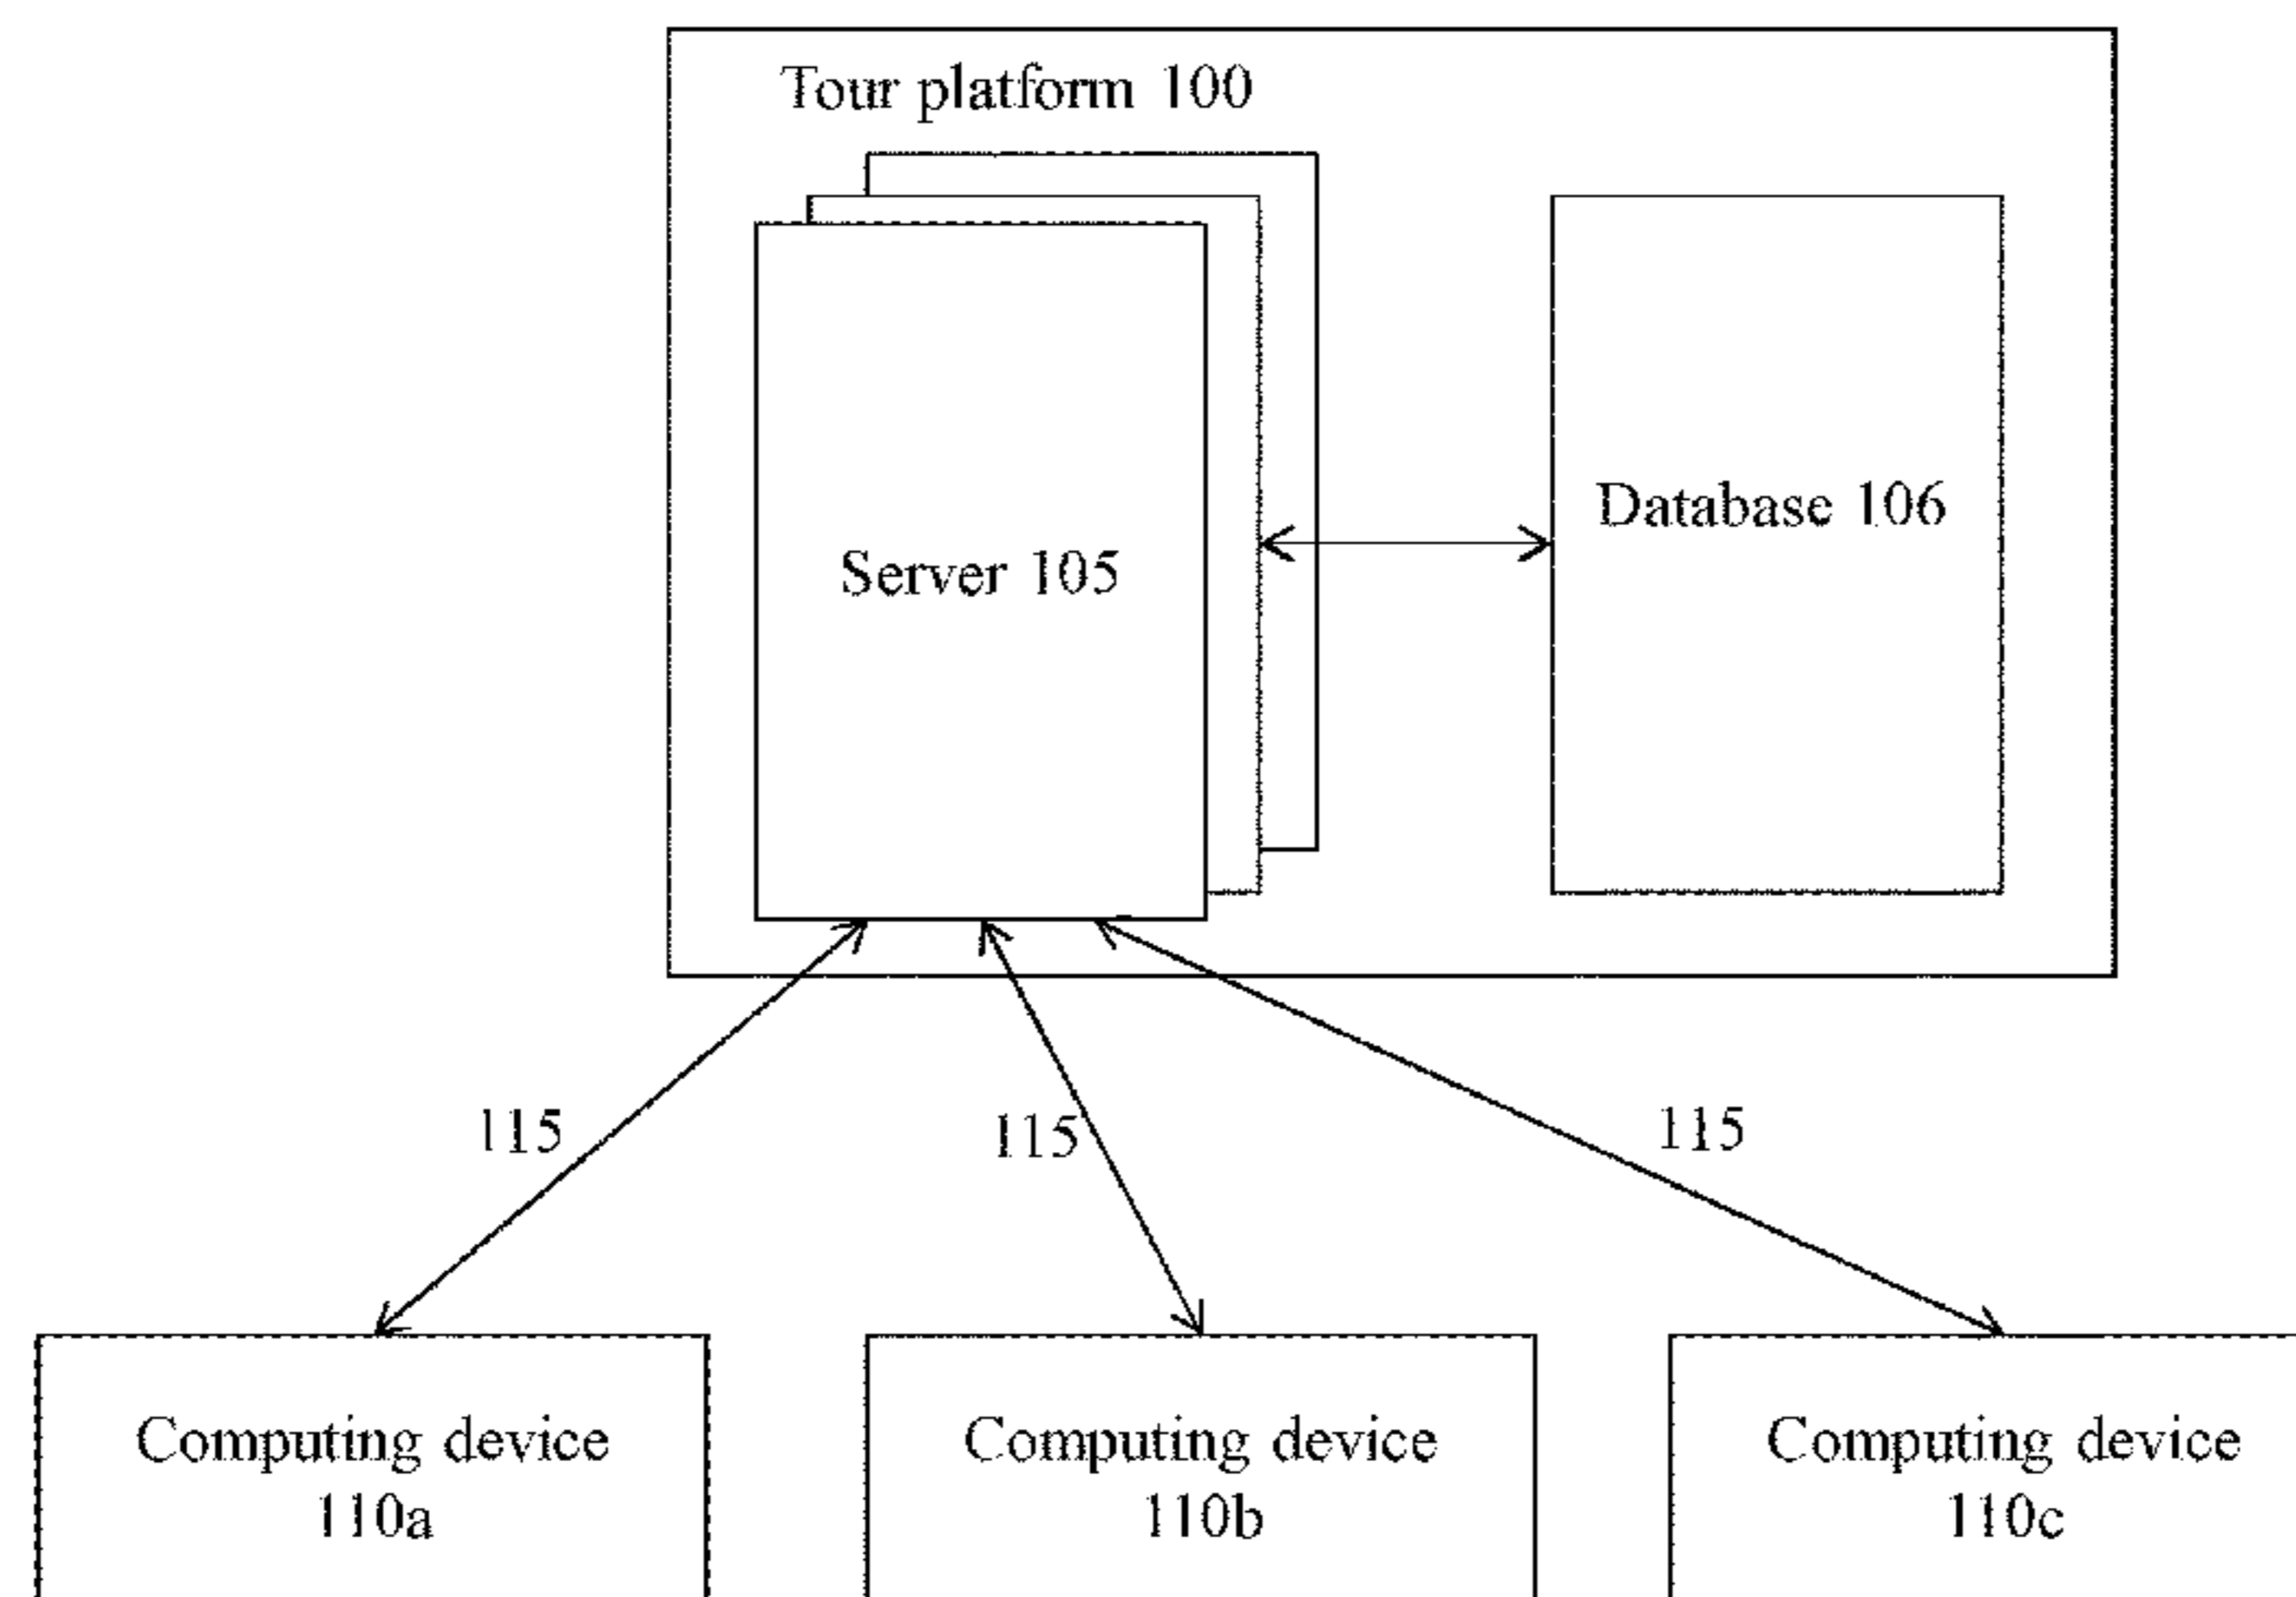 Tour platform 100
Database 106
Server 105
115
115
115
Computing device
110a
Computing device
110b
Computing device
110c